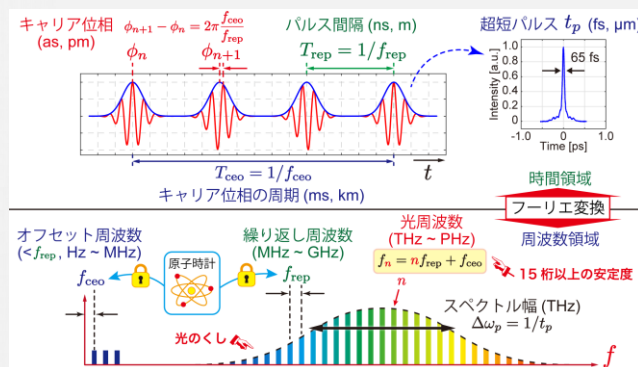 キャリア位相
(as, pm)
ϕn+1 − ϕn = 2π fceo/frep
ϕn
ϕn+1
パルス間隔 (ns, m)
Trep = 1/frep
超短パルス tp (fs, μm)
Intensity [a.u.]
1.0
0.8
0.6
0.4
0.2
0
65 fs
-1.0
0
1.0
Time [ps]
Tceo = 1/fceo
t
キャリア位相の周期 (ms, km)
時間領域
フーリエ変換
周波数領域
オフセット周波数
(<frep, Hz ~ MHz)
fceo
原子時計
繰り返し周波数
(MHz ~ GHz)
frep
光周波数
(THz ~ PHz)
fn = nfrep + fceo
n
15 桁以上の安定度
光のくし
スペクトル幅 (THz)
Δωp = 1/tp
f